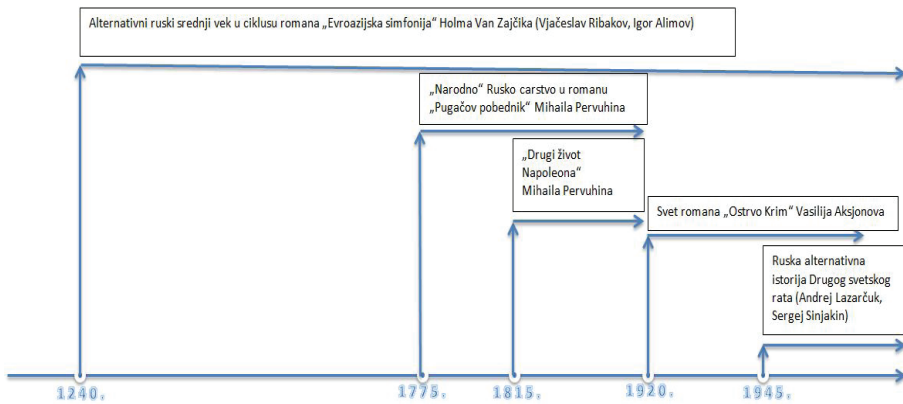 Alternativni ruski srednji vek u ciklusu romana „Evroazijska simfonija“ Holma Van Zajčika (Vjačeslav Ribakov, Igor Alimov)
„Narodno“ Rusko carstvo u romanu
„Pugačov pobednik“ Mihaila Pervuhina
„Drugi život
Napoleona“
Mihaila Pervuhina
Svet romana „Ostrvo Krim“ Vasilija Aksjonova
Ruska alternativna
istorija Drugog svetskog
rata (Andrej Lazarčuk,
Sergej Sinjakin)
1240. 1775. 1815. 1920. 1945.